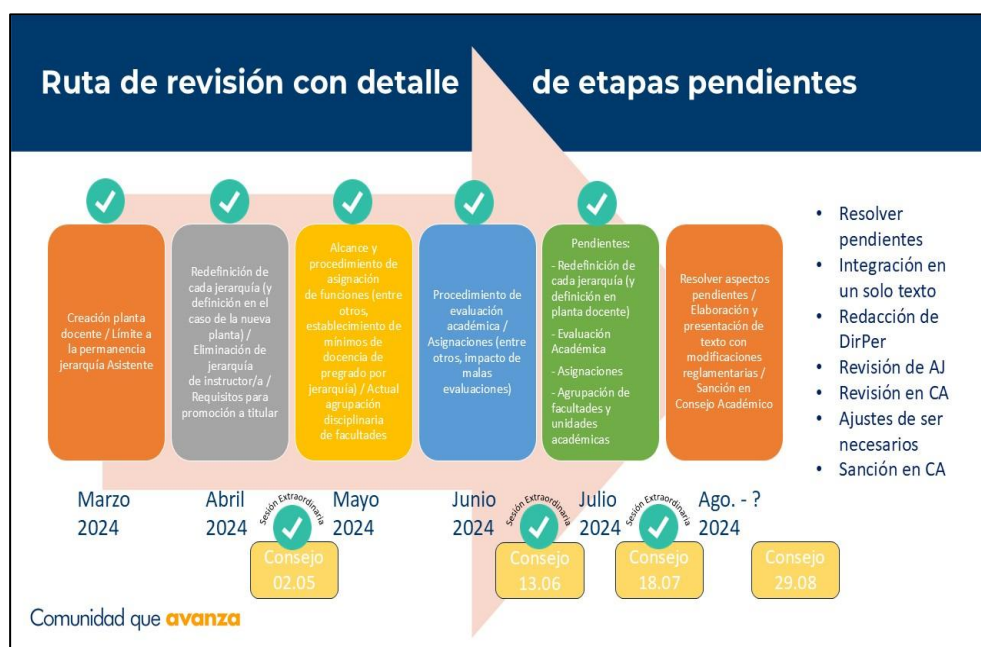 Ruta de revisión con detalle de etapas pendientes
Creación planta
docente / Límite a
la permanencia
jerarquía Asistente
Redefinición de
cada jerarquía (y
definición en el
caso de la nueva
planta) /
Eliminación de
jerarquía
de instructor/a /
Requisitos para
promoción a titular
Alcance y
procedimiento de
asignación
de funciones (entre
otros,
establecimiento de
mínimos de
docencia de
pregrado por
jerarquía) / Actual
agrupación
disciplinaria
de facultades
Procedimiento de
evaluación
académica /
Asignaciones (entre
otros, impacto de
malas
evaluaciones)
Pendientes:
- Redefinición de
cada jerarquía (y
definición en
planta docente)
- Evaluación
Académica
- Asignaciones
- Agrupación de
facultades y
unidades
académicas
Resolver aspectos
pendientes /
Elaboración y
presentación de
texto con
modificaciones
reglamentarias /
Sanción en
Consejo Académico
• Resolver
pendientes
• Integración en
un solo texto
• Redacción de
DirPer
• Revisión de AJ
• Revisión en CA
• Ajustes de ser
necesarios
• Sanción en CA
Marzo
2024
Abril
2024
Mayo
2024
Junio
2024
Julio
2024
Ago. - ?
2024
Sesión Extraordinaria
Consejo
02.05
Sesión Extraordinaria
Consejo
13.06
Sesión Extraordinaria
Consejo
18.07
Consejo
29.08
Comunidad que avanza